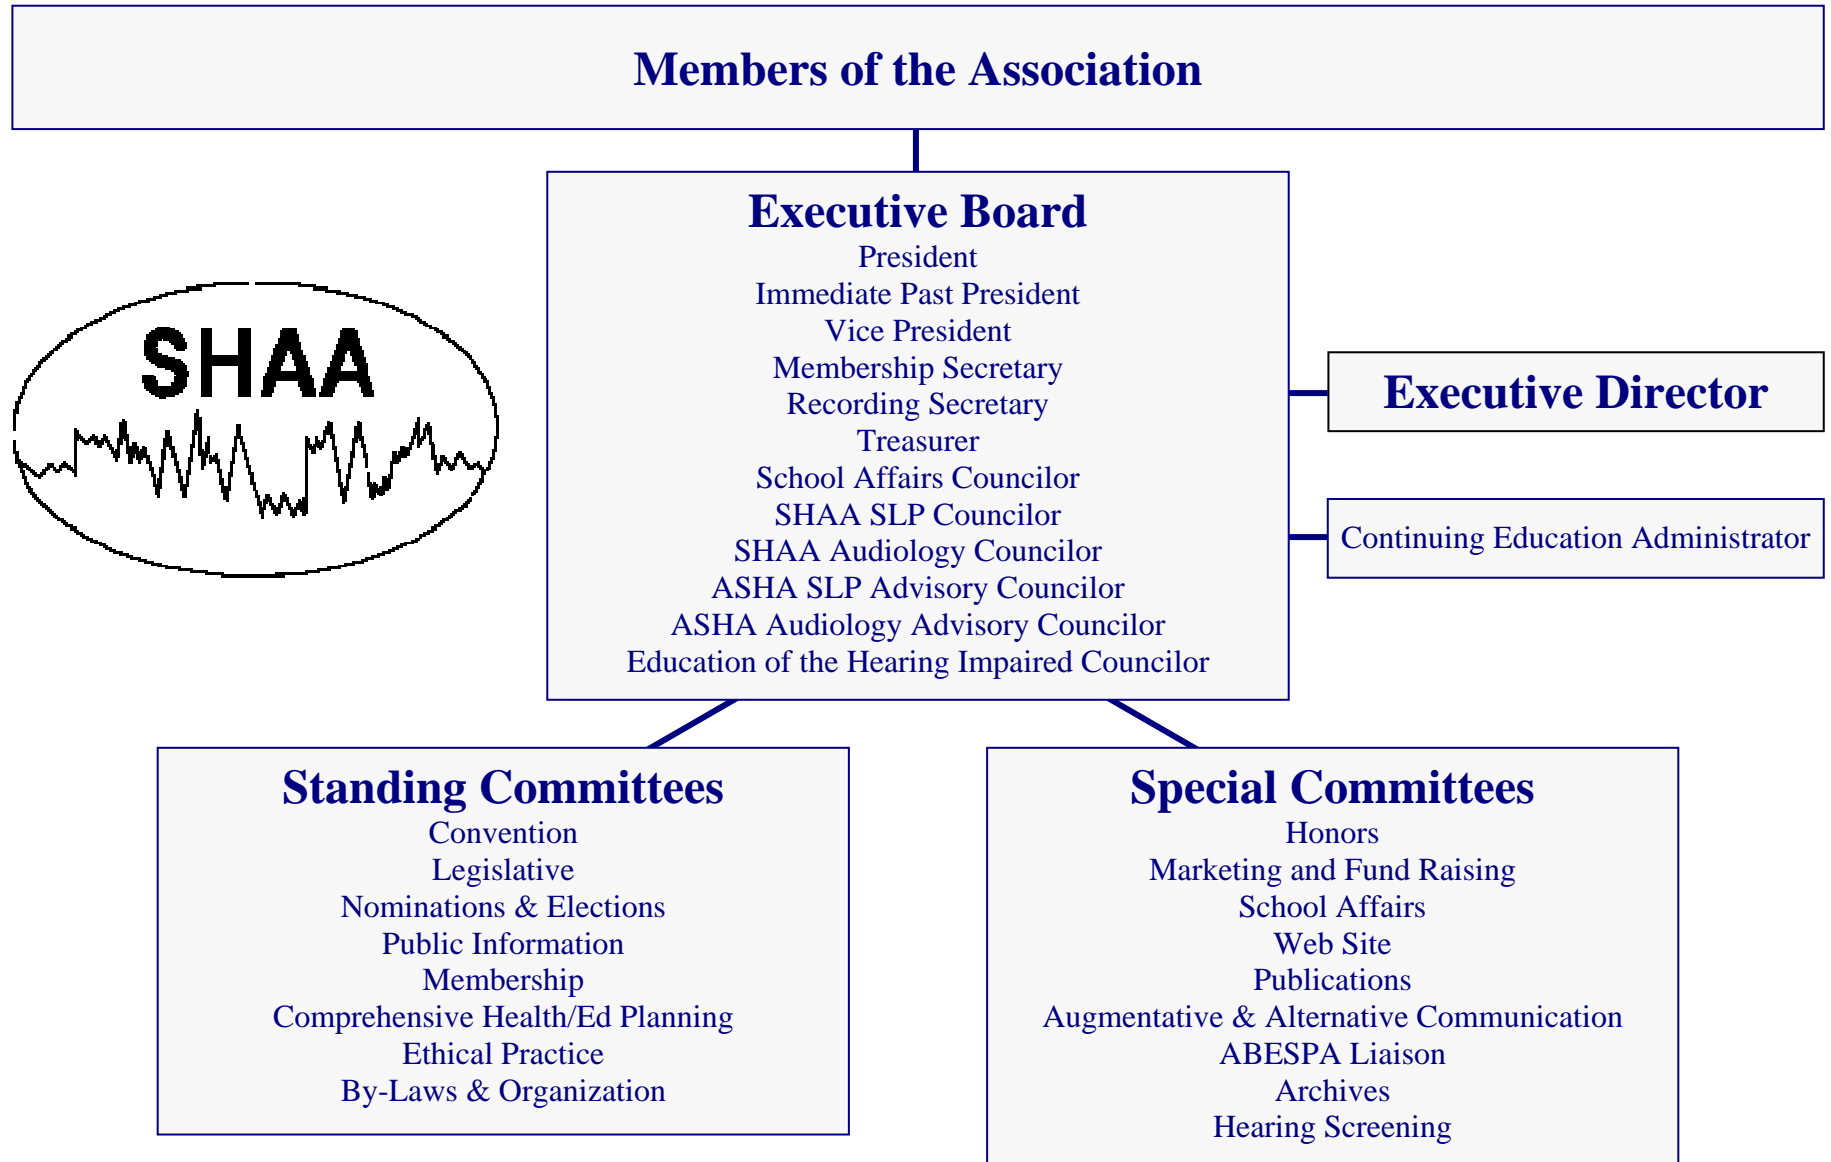 Members of the Association
Executive Board
President
Immediate Past President
Vice President
Membership Secretary
Recording Secretary
Treasurer
School Affairs Councilor
SHAA SLP Councilor
SHAA Audiology Councilor
ASHA SLP Advisory Councilor
ASHA Audiology Advisory Councilor
Education of the Hearing Impaired Councilor
SHAA
Executive Director
Continuing Education Administrator
Standing Committees
Convention
Legislative
Nominations & Elections
Public Information
Membership
Comprehensive Health/Ed Planning
Ethical Practice
By-Laws & Organization
Special Committees
Honors
Marketing and Fund Raising
School Affairs
Web Site
Publications
Augmentative & Alternative Communication
ABESPA Liaison
Archives
Hearing Screening